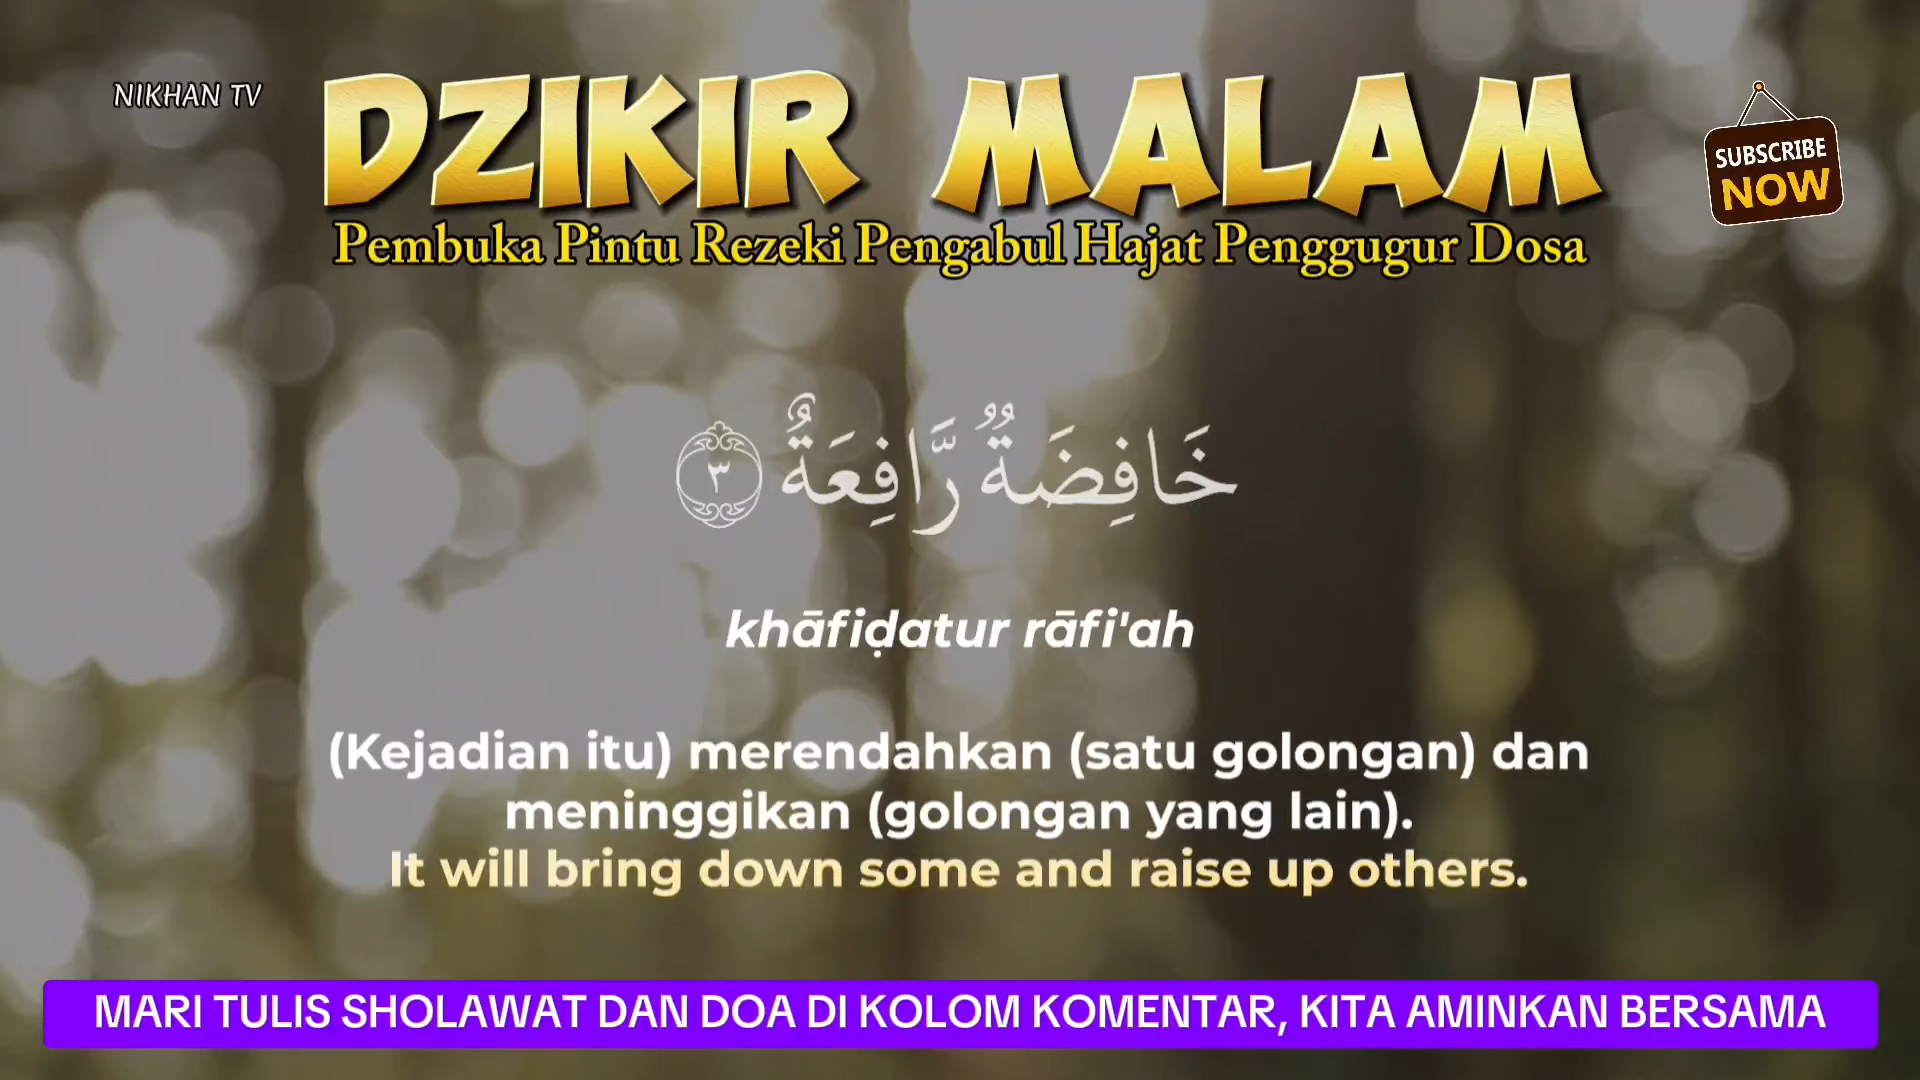 NIKHAN TV
DZIKIR MALAM
SUBSCRIBE
NOW
Pembuka Pintu Rezeki Pengabul Hajat Penggugur Dosa
خَافِضَةٌ رَّافِعَةٌ ٣
khāfiḍatur rāfi'ah
(Kejadian itu) merendahkan (satu golongan) dan
meninggikan (golongan yang lain).
It will bring down some and raise up others.
MARI TULIS SHOLAWAT DAN DOA DI KOLOM KOMENTAR, KITA AMINKAN BERSAMA